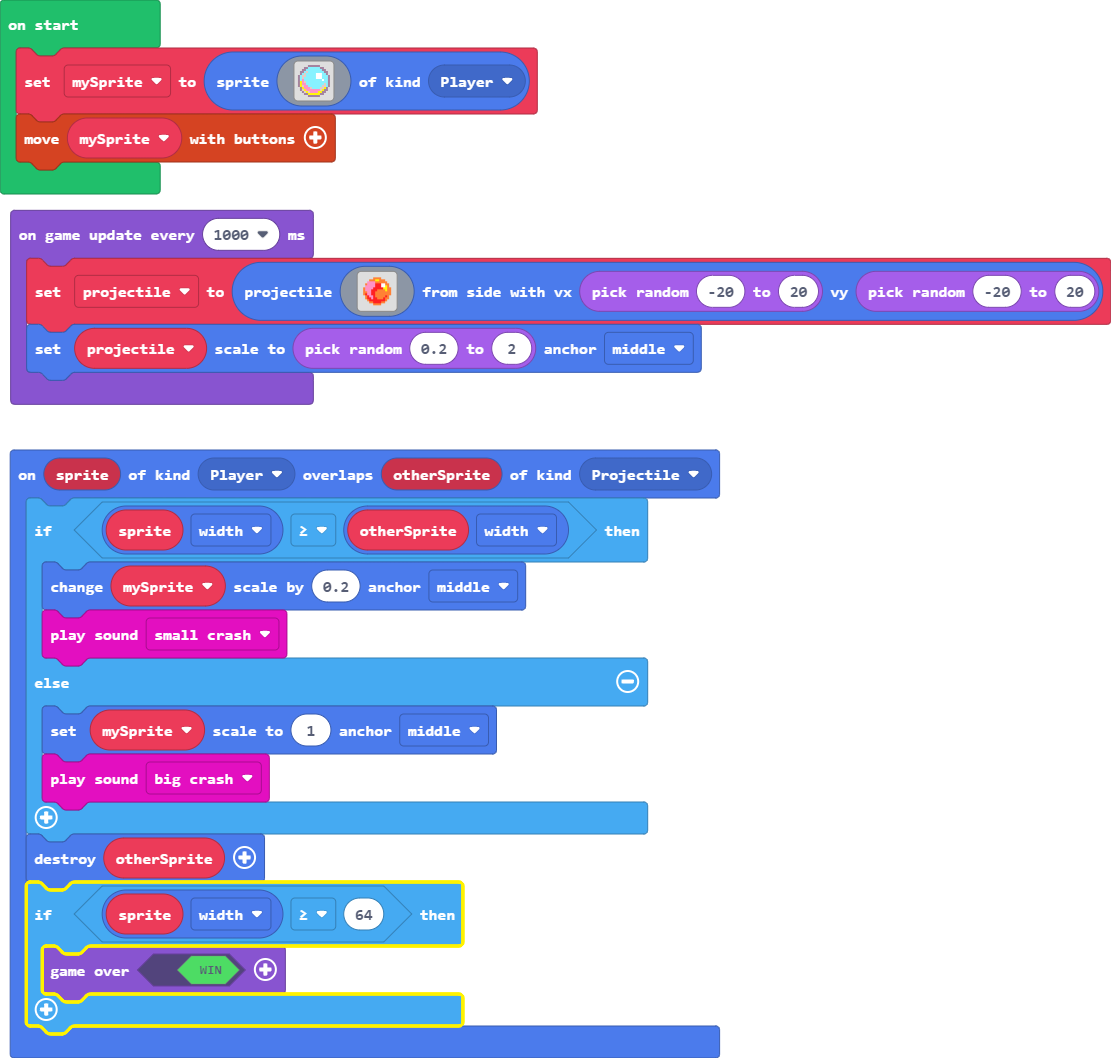 on start
set mySprite to sprite of kind Player
move mySprite with buttons
on game update every 1000 ms
set projectile to projectile from side with vx pick random -20 to 20 vy pick random -20 to 20
set projectile scale to pick random 0.2 to 2 anchor middle
on sprite of kind Player overlaps otherSprite of kind Projectile
if sprite width ≥ otherSprite width then
change mySprite scale by 0.2 anchor middle
play sound small crash
else
set mySprite scale to 1 anchor middle
play sound big crash
destroy otherSprite
if sprite width ≥ 64 then
game over WIN